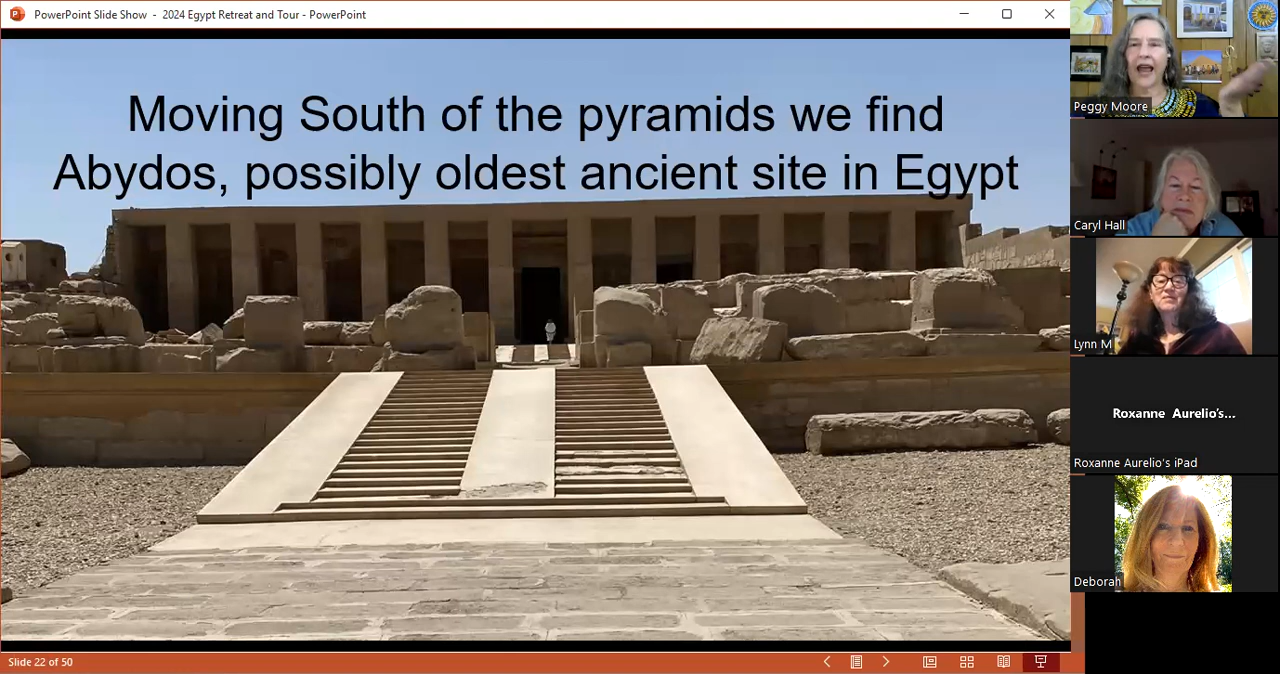 PowerPoint Slide Show - 2024 Egypt Retreat and Tour - PowerPoint
Moving South of the pyramids we find
Abydos, possibly oldest ancient site in Egypt
Slide 22 of 50
Peggy Moore
Caryl Hall
Lynn M
Roxanne Aurelio's...
Roxanne Aurelio's iPad
Deborah